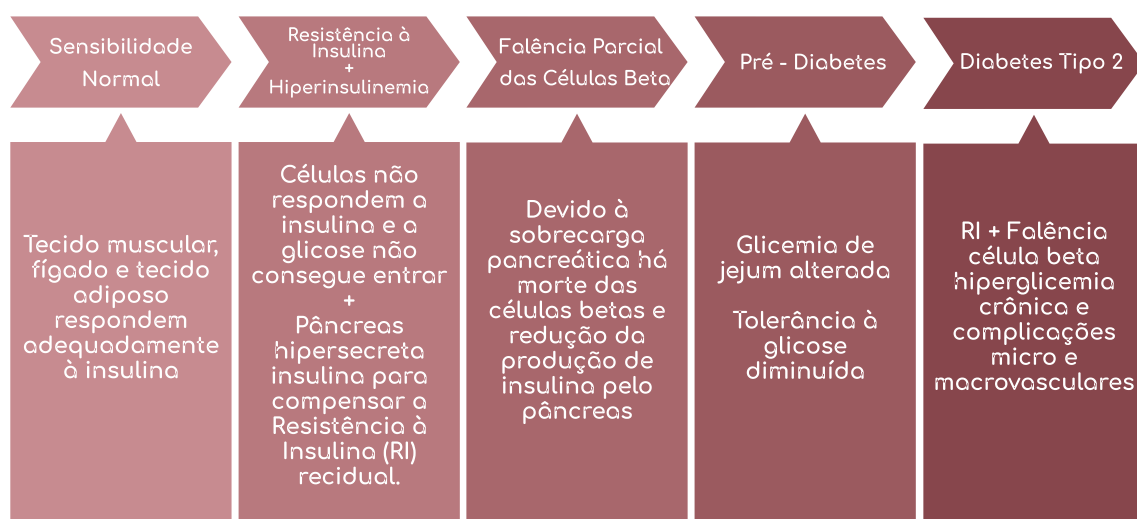 Sensibilidade
Normal
Resistência à
Insulina
+
Hiperinsulinemia
Falência Parcial
das Células Beta
Pré - Diabetes
Diabetes Tipo 2
Tecido muscular,
fígado e tecido
adiposo
respondem
adequadamente
à insulina
Células não
respondem a
insulina e a
glicose não
consegue entrar
+
Pâncreas
hipersecreta
insulina para
compensar a
Resistência à
Insulina (RI)
recidual.
Devido à
sobrecarga
pancreática há
morte das
células betas e
redução da
produção de
insulina pelo
pâncreas
Glicemia de
jejum alterada
Tolerância à
glicose
diminuída
RI + Falência
célula beta
hiperglicemia
crônica e
complicações
micro e
macrovasculares